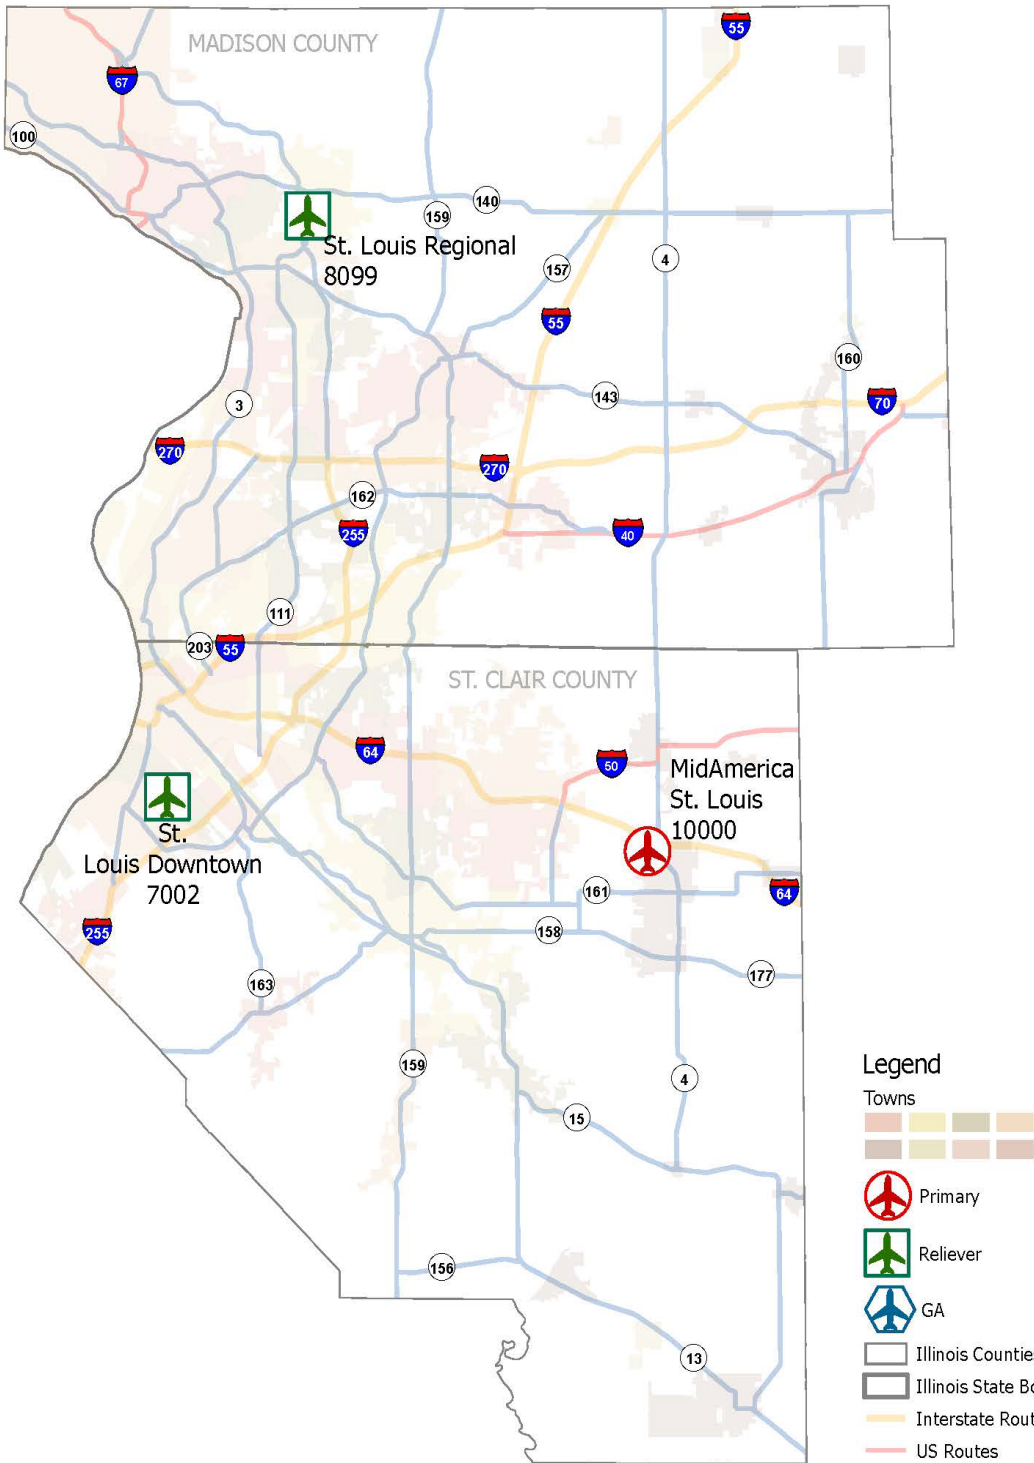 55
MADISON COUNTY
67
100
140
159
St. Louis Regional
8099
4
157
55
160
3
143
70
270
270
162
255
40
111
203
55
ST. CLAIR COUNTY
64
50
MidAmerica
St. Louis
10000
St.
Louis Downtown
7002
161
64
255
158
177
163
159
4
15
156
13
Legend
Towns
Primary
Reliever
GA
Illinois Countie
Illinois State Bo
Interstate Rout
US Routes